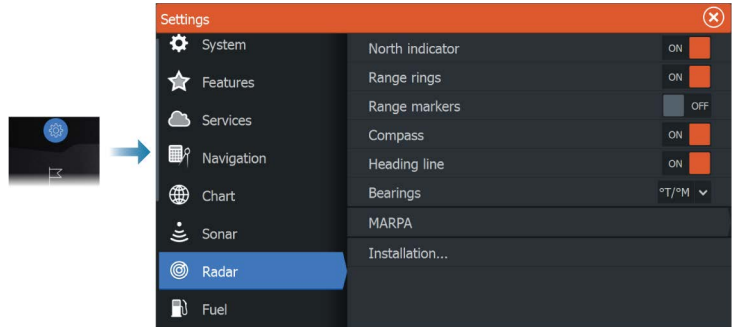 Settings
System
Features
Services
Navigation
Chart
Sonar
Radar
Fuel
North indicator ON
Range rings ON
Range markers OFF
Compass ON
Heading line ON
Bearings °T/°M
MARPA
Installation...